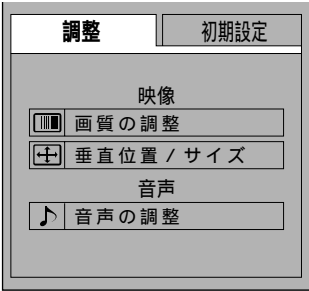 調整 初期設定
映像
画質の調整
垂直位置/サイズ
音声
音声の調整